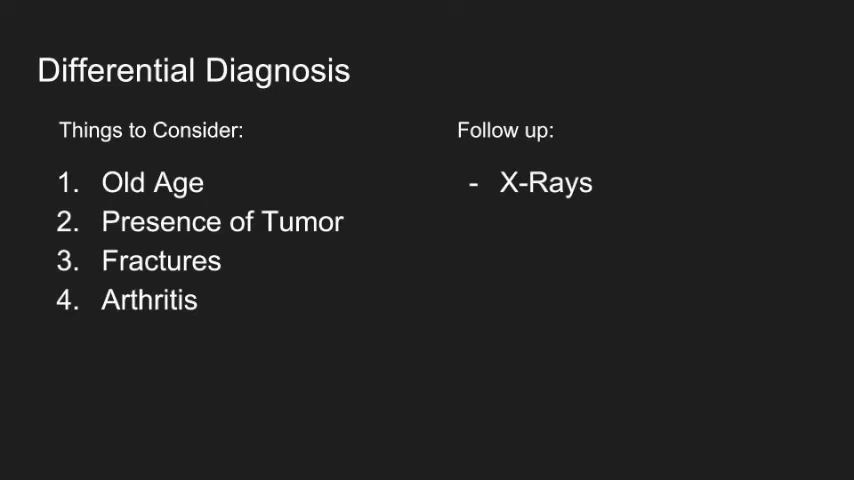 Differential Diagnosis
Things to Consider:
1. Old Age
2. Presence of Tumor
3. Fractures
4. Arthritis
Follow up:
- X-Rays